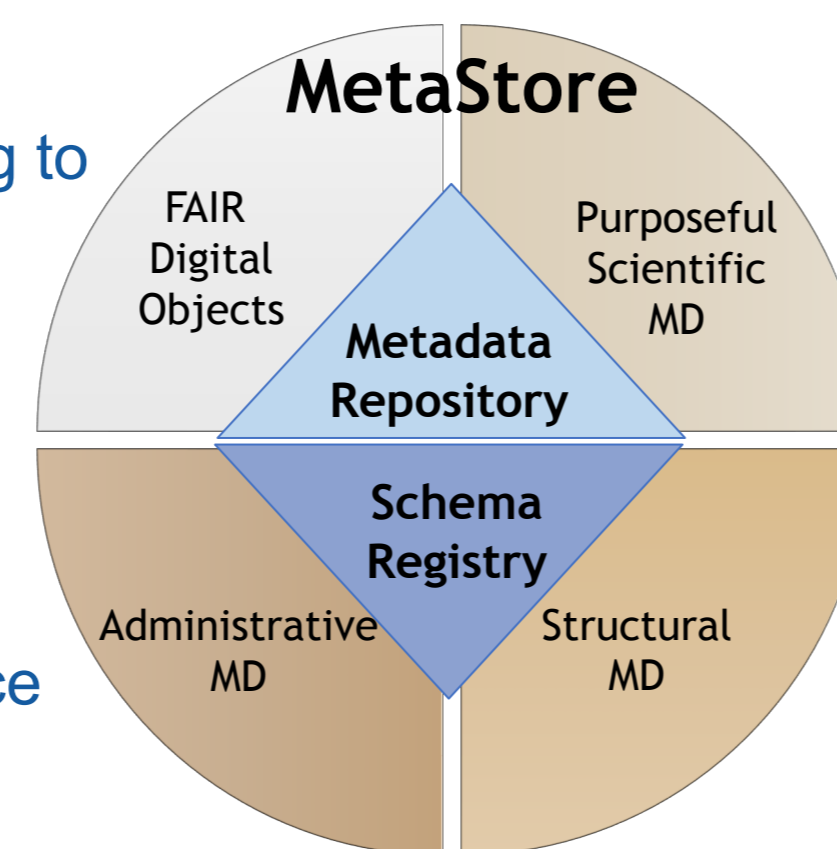 MetaStore
g to
FAIR
Digital
Objects
Purposeful
Scientific
MD
Metadata
Repository
Schema
Registry
Administrative
MD
Structural
MD
ce